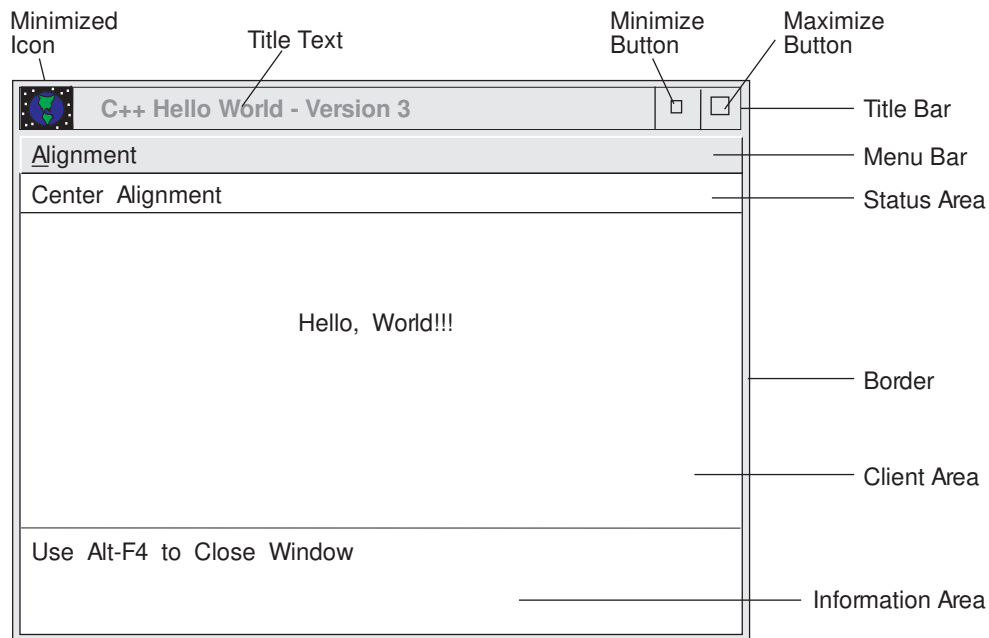 Minimized
Icon
Title Text
Minimize
Button
Maximize
Button
C++ Hello World - Version 3
Title Bar
Alignment
Menu Bar
Center Alignment
Status Area
Hello, World!!!
Border
Client Area
Use Alt-F4 to Close Window
Information Area